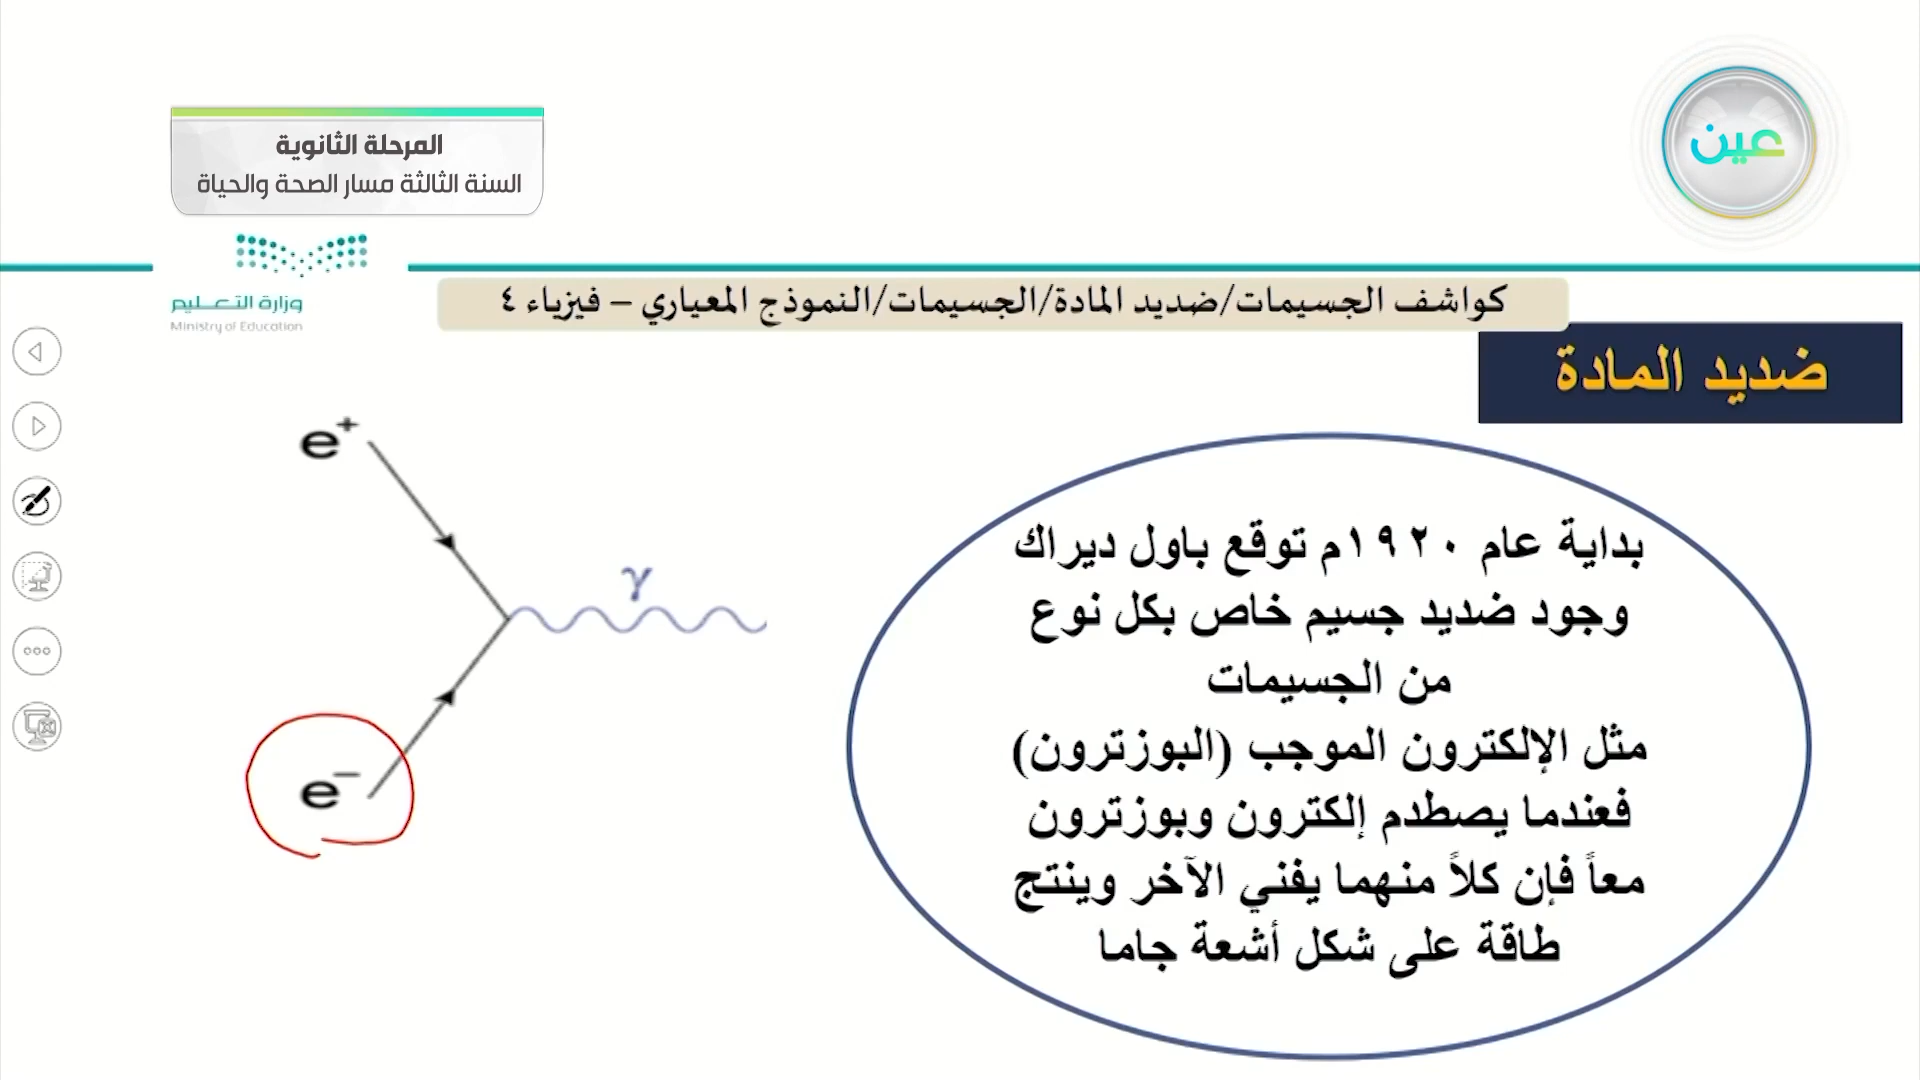 المرحلة الثانوية
السنة الثالثة مسار الصحة والحياة
عين
وزارة التعليم
Ministry of Education
كواشف الجسيمات/ضديد المادة/الجسيمات/النموذج المعياري – فيزياء ٤
ضديد المادة
بداية عام ١٩٢٠م توقع باول ديراك
وجود ضديد جسيم خاص بكل نوع
من الجسيمات
مثل الإلكترون الموجب (البوزترون)
فعندما يصطدم إلكترون وبوزترون
معاً فإن كلاً منهما يفني الآخر وينتج
طاقة على شكل أشعة جاما
e⁺
γ
e⁻